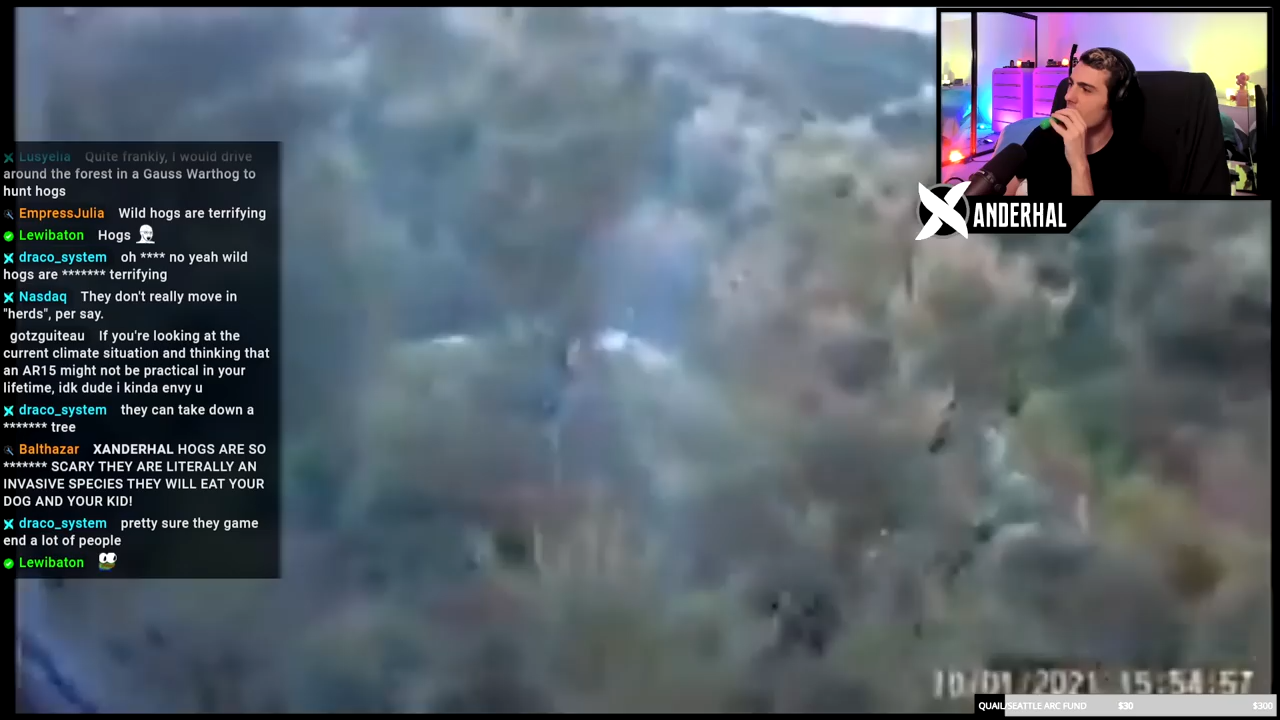 Lusyelia Quite frankly, I would drive
around the forest in a Gauss Warthog to
hunt hogs
EmpressJulia Wild hogs are terrifying
Lewibaton Hogs
draco_system oh **** no yeah wild
hogs are ******* terrifying
Nasdaq They don't really move in
"herds", per say.
gotzguiteau If you're looking at the
current climate situation and thinking that
an AR15 might not be practical in your
lifetime, idk dude i kinda envy u
draco_system they can take down a
******* tree
Balthazar XANDERHAL HOGS ARE SO
******* SCARY THEY ARE LITERALLY AN
INVASIVE SPECIES THEY WILL EAT YOUR
DOG AND YOUR KID!
draco_system pretty sure they game
end a lot of people
Lewibaton
XANDERHAL
10/01/2021 15:54:57
QUAIL/SEATTLE ARC FUND $30 $300